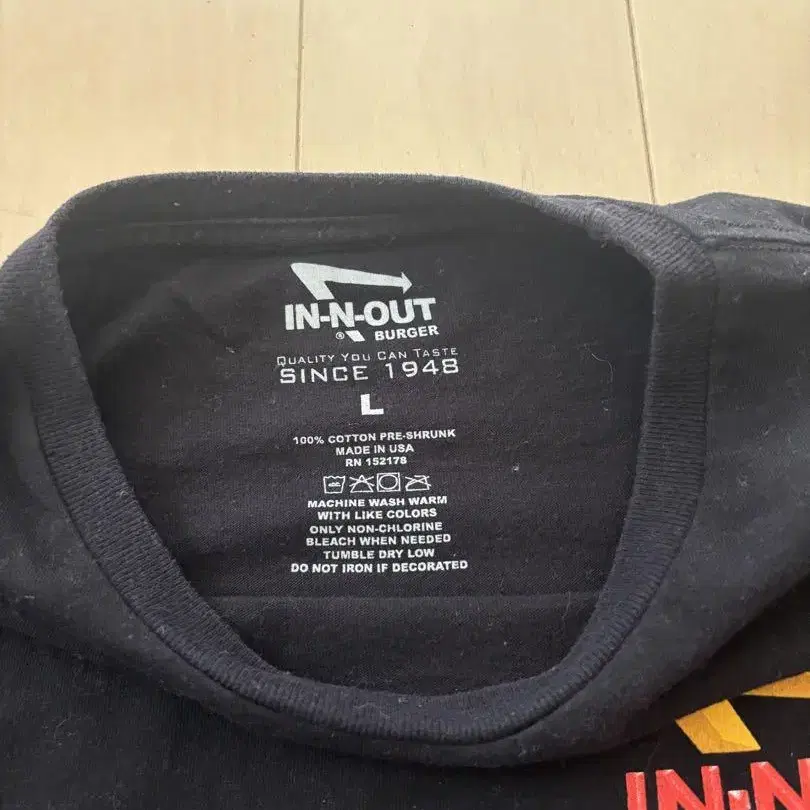 IN-N-OUT
® BURGER
QUALITY YOU CAN TASTE
SINCE 1948
L
100% COTTON PRE-SHRUNK
MADE IN USA
RN 152178
MACHINE WASH WARM
WITH LIKE COLORS
ONLY NON-CHLORINE
BLEACH WHEN NEEDED
TUMBLE DRY LOW
DO NOT IRON IF DECORATED
IN-N